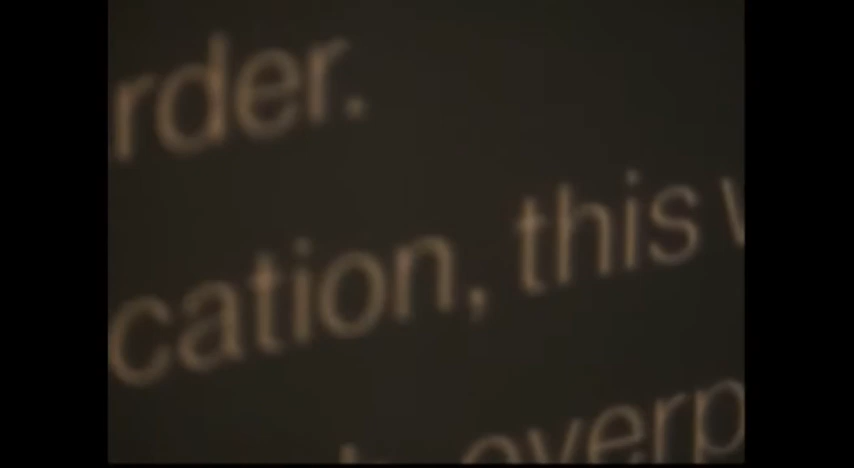 rder.
cation, this
overp